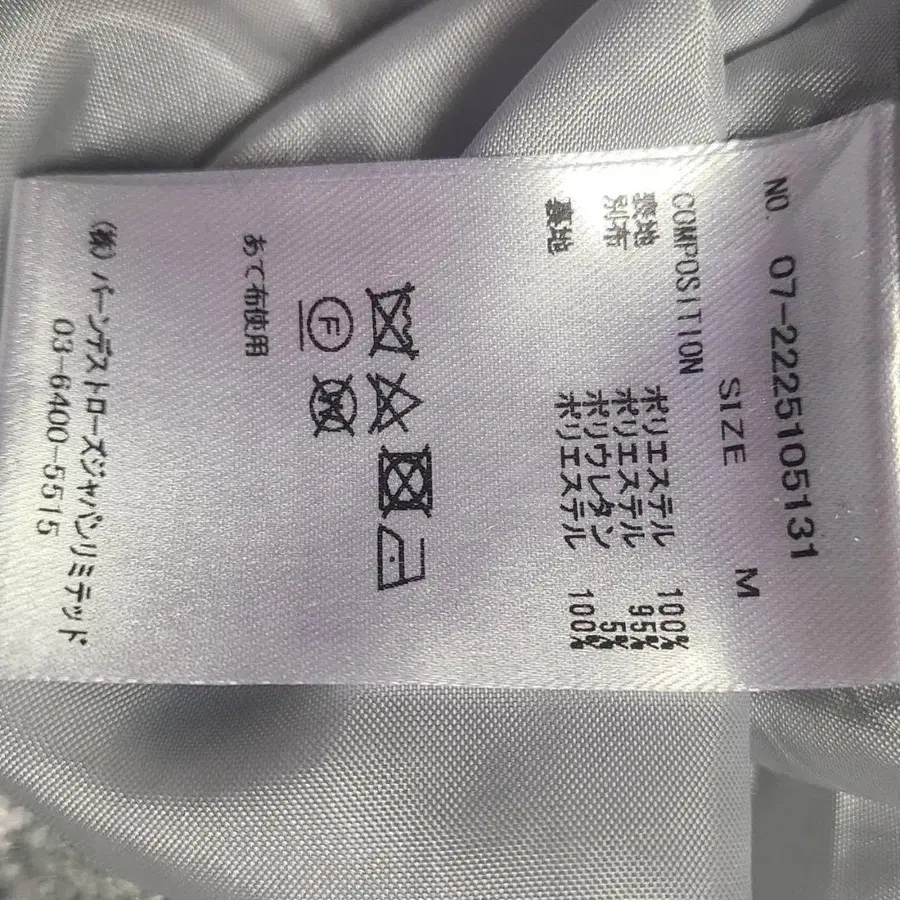 NO. 07-2225105131
SIZE M
COMPOSITION
表地 ポリエステル 100%
別布 ポリエステル 95%
ポリウレタン 5%
裏地 ポリエステル 100%
F
あて布使用
(株)バーンデストローズジャパンリミテッド
03-6400-5515